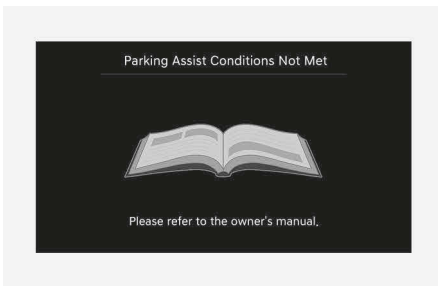 Parking Assist Conditions Not Met
Please refer to the owner's manual.